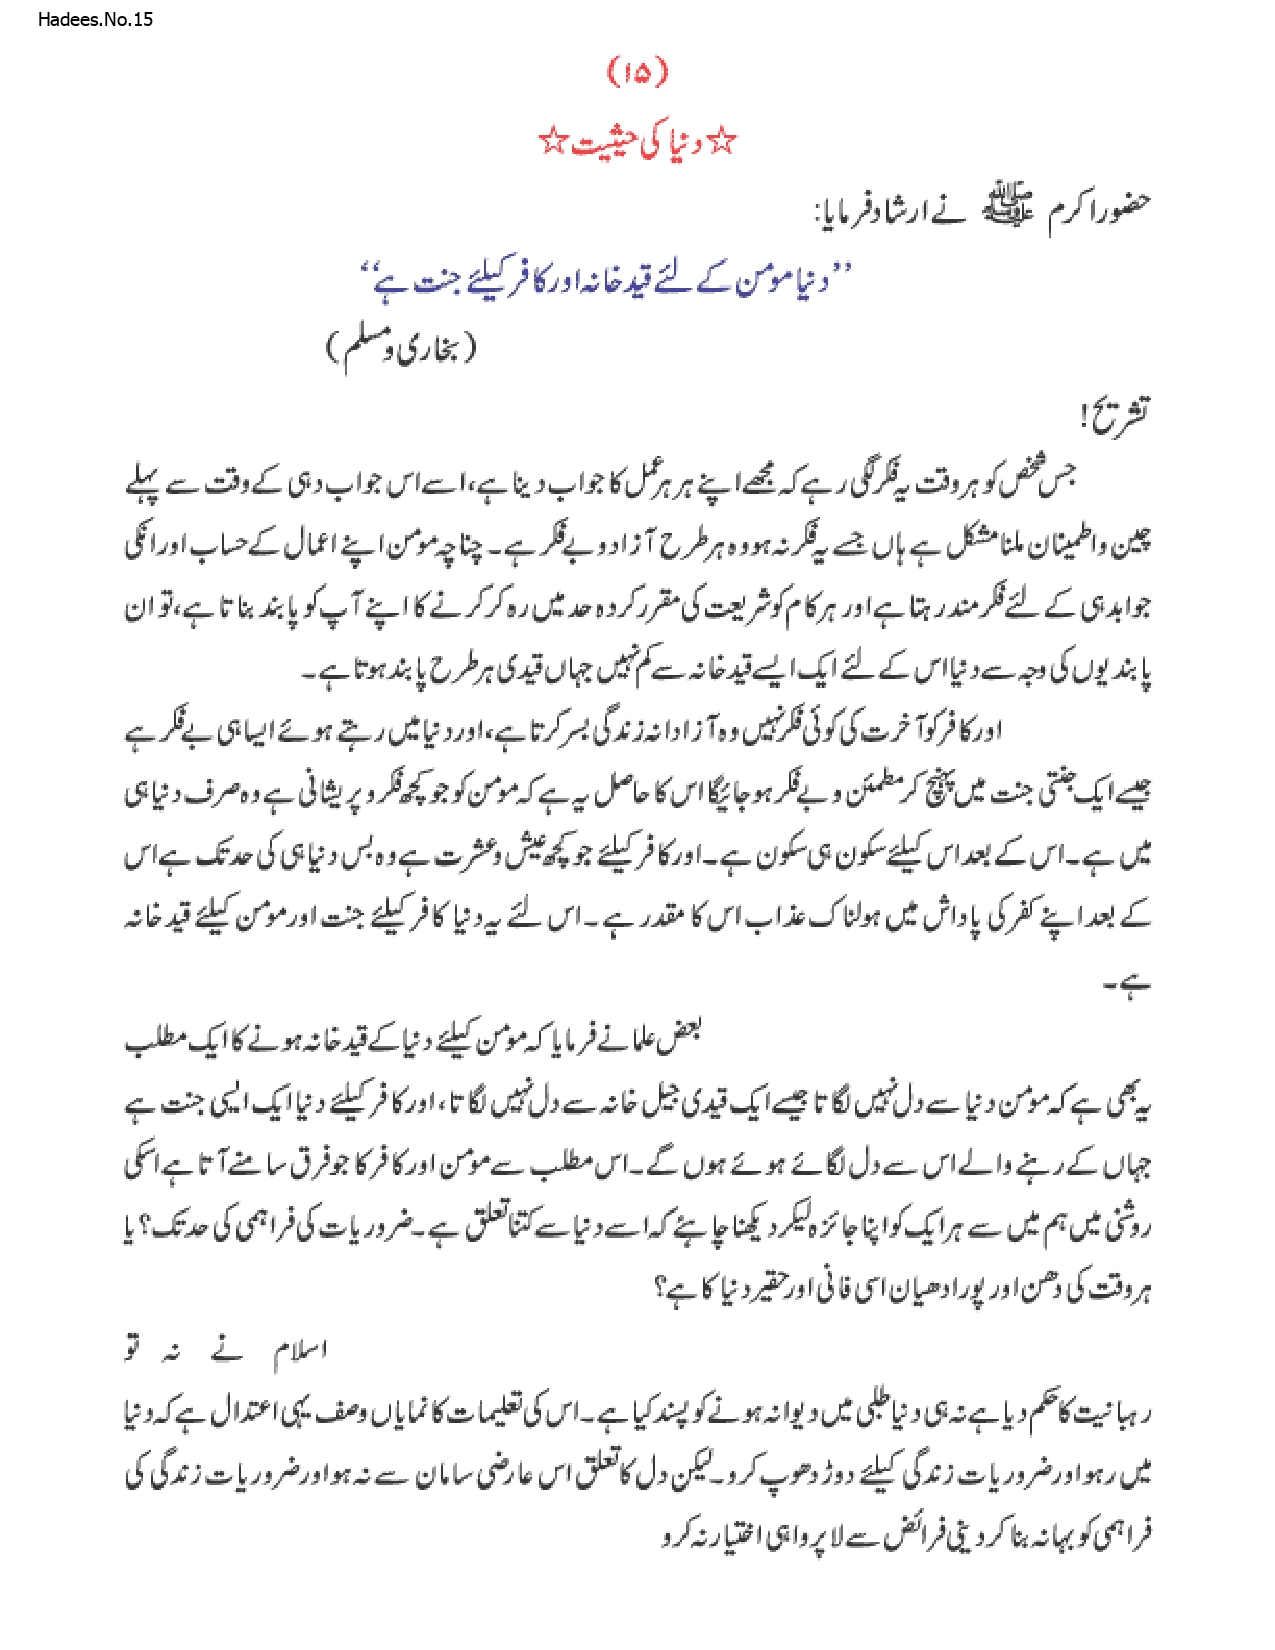 Hadees.No.15
(۱۵)
☆دنیا کی حیثیت☆
حضور اکرم ﷺ نے ارشاد فرمایا:
’’دنیا مومن کے لئے قید خانہ اور کافر کیلئے جنت ہے‘‘
(بخاری و مسلم)
تشریح!
جس شخص کو ہر وقت یہ فکر لگی رہے کہ مجھے اپنے ہر ہر عمل کا جواب دینا ہے، اسے اس جواب دہی کے وقت سے پہلے
چین و اطمینان ملنا مشکل ہے ہاں جسے یہ فکر نہ ہو وہ ہر طرح آزاد و بے فکر ہے۔ چناچہ مومن اپنے اعمال کے حساب اور انکی
جوابدہی کے لئے فکر مند رہتا ہے اور ہر کام کو شریعت کی مقرر کردہ حد میں رہ کر کرنے کا اپنے آپ کو پابند بناتا ہے، تو ان
پابندیوں کی وجہ سے دنیا اس کے لئے ایک ایسے قید خانہ سے کم نہیں جہاں قیدی ہر طرح پابند ہوتا ہے۔
اور کافر کو آخرت کی کوئی فکر نہیں وہ آزادانہ زندگی بسر کرتا ہے، اور دنیا میں رہتے ہوئے ایسا ہی بے فکر ہے
جیسے ایک جنتی جنت میں پہنچ کر مطمئن و بے فکر ہو جائیگا اس کا حاصل یہ ہے کہ مومن کو جو کچھ فکر و پریشانی ہے وہ صرف دنیا ہی
میں ہے۔ اس کے بعد اس کیلئے سکون ہی سکون ہے۔ اور کافر کیلئے جو کچھ عیش و عشرت ہے وہ بس دنیا ہی کی حد تک ہے اس
کے بعد اپنے کفر کی پاداش میں ہولناک عذاب اس کا مقدر ہے۔ اس لئے یہ دنیا کافر کیلئے جنت اور مومن کیلئے قید خانہ
ہے۔
بعض علما نے فرمایا کہ مومن کیلئے دنیا کے قید خانہ ہونے کا ایک مطلب
یہ بھی ہے کہ مومن دنیا سے دل نہیں لگاتا جیسے ایک قیدی جیل خانہ سے دل نہیں لگاتا، اور کافر کیلئے دنیا ایک ایسی جنت ہے
جہاں کے رہنے والے اس سے دل لگائے ہوئے ہوں گے۔ اس مطلب سے مومن اور کافر کا جو فرق سامنے آتا ہے اسکی
روشنی میں ہم میں سے ہر ایک کو اپنا جائزہ لیکر دیکھنا چاہئے کہ اسے دنیا سے کتنا تعلق ہے۔ ضروریات کی فراہمی کی حد تک؟ یا
ہر وقت کی دھن اور پورا دھیان اسی فانی اور حقیر دنیا کا ہے؟
اسلام نے نہ تو
رہبانیت کا حکم دیا ہے نہ ہی دنیا طلبی میں دیوانہ ہونے کو پسند کیا ہے۔ اس کی تعلیمات کا نمایاں وصف یہی اعتدال ہے کہ دنیا
میں رہو اور ضروریات زندگی کیلئے دوڑ دھوپ کرو۔ لیکن دل کا تعلق اس عارضی سامان سے نہ ہو اور ضروریات زندگی کی
فراہمی کو بہانہ بنا کر دینی فرائض سے لا پرواہی اختیار نہ کرو